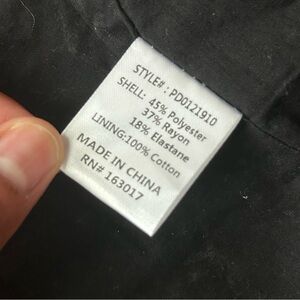 STYLE# : PD0121910
SHELL: 45% Polyester
37% Rayon
18% Elastane
LINING:100% Cotton
MADE IN CHINA
RN# 163017